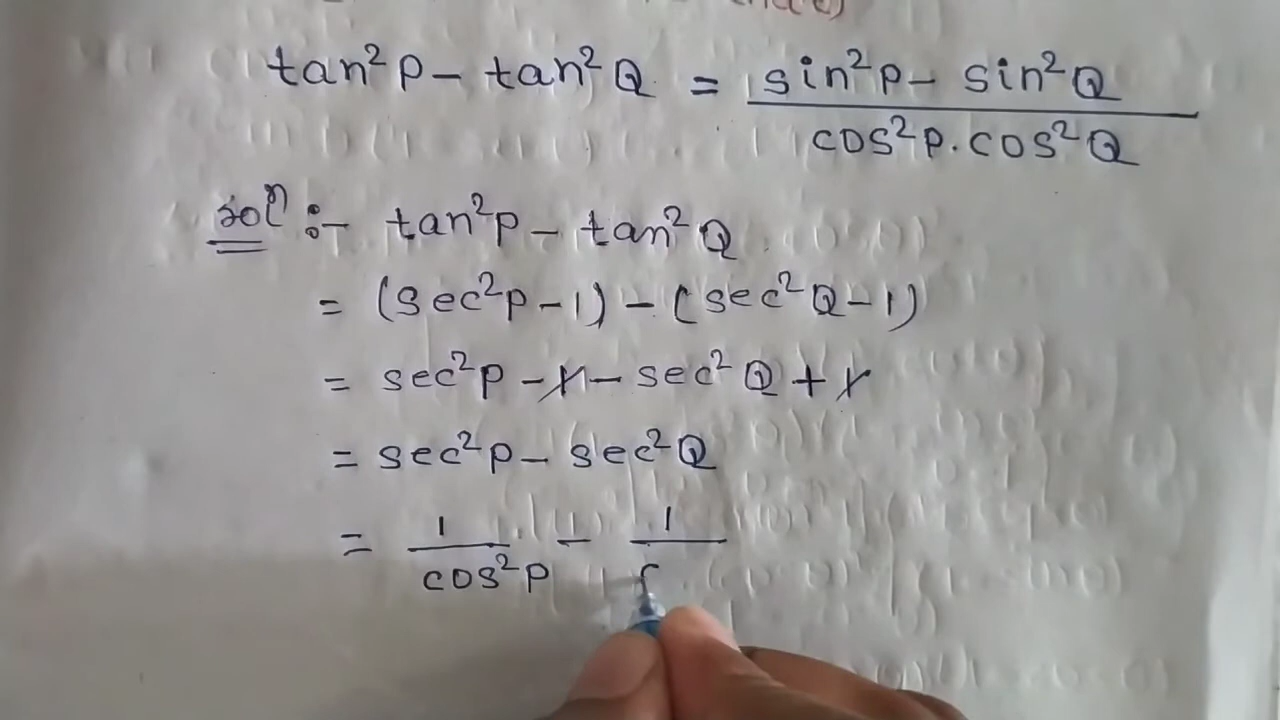 tan²P - tan²Q = sin²P - sin²Q / cos²P . cos²Q
sol :- tan²P - tan²Q
= (sec²P - 1) - (sec²Q - 1)
= sec²P - 1 - sec²Q + 1
= sec²P - sec²Q
= 1 / cos²P - 1 /